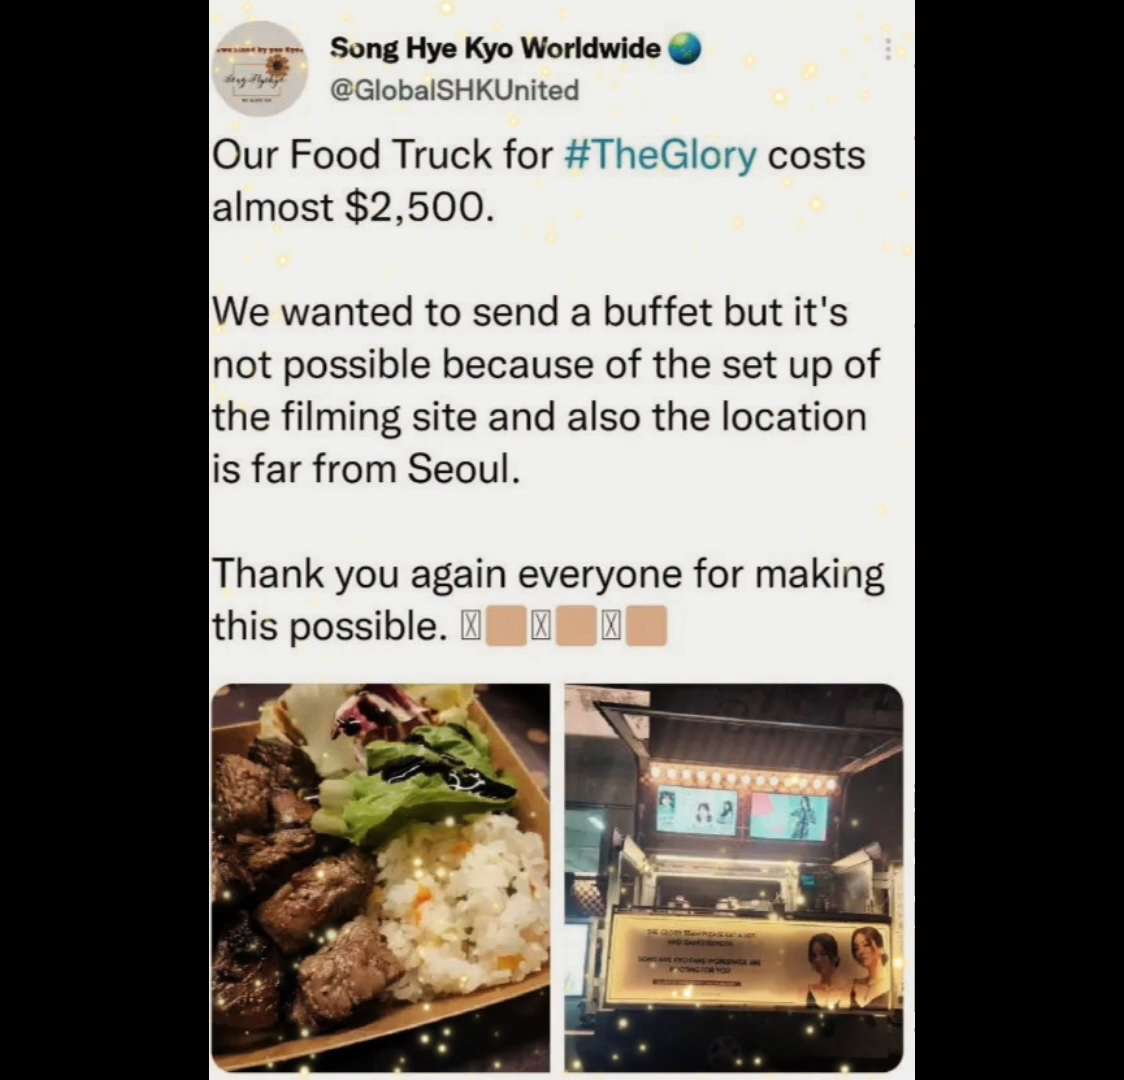 Song Hye Kyo Worldwide
@GlobalSHKUnited
Our Food Truck for #TheGlory costs
almost $2,500.
We wanted to send a buffet but it's
not possible because of the set up of
the filming site and also the location
is far from Seoul.
Thank you again everyone for making
this possible.